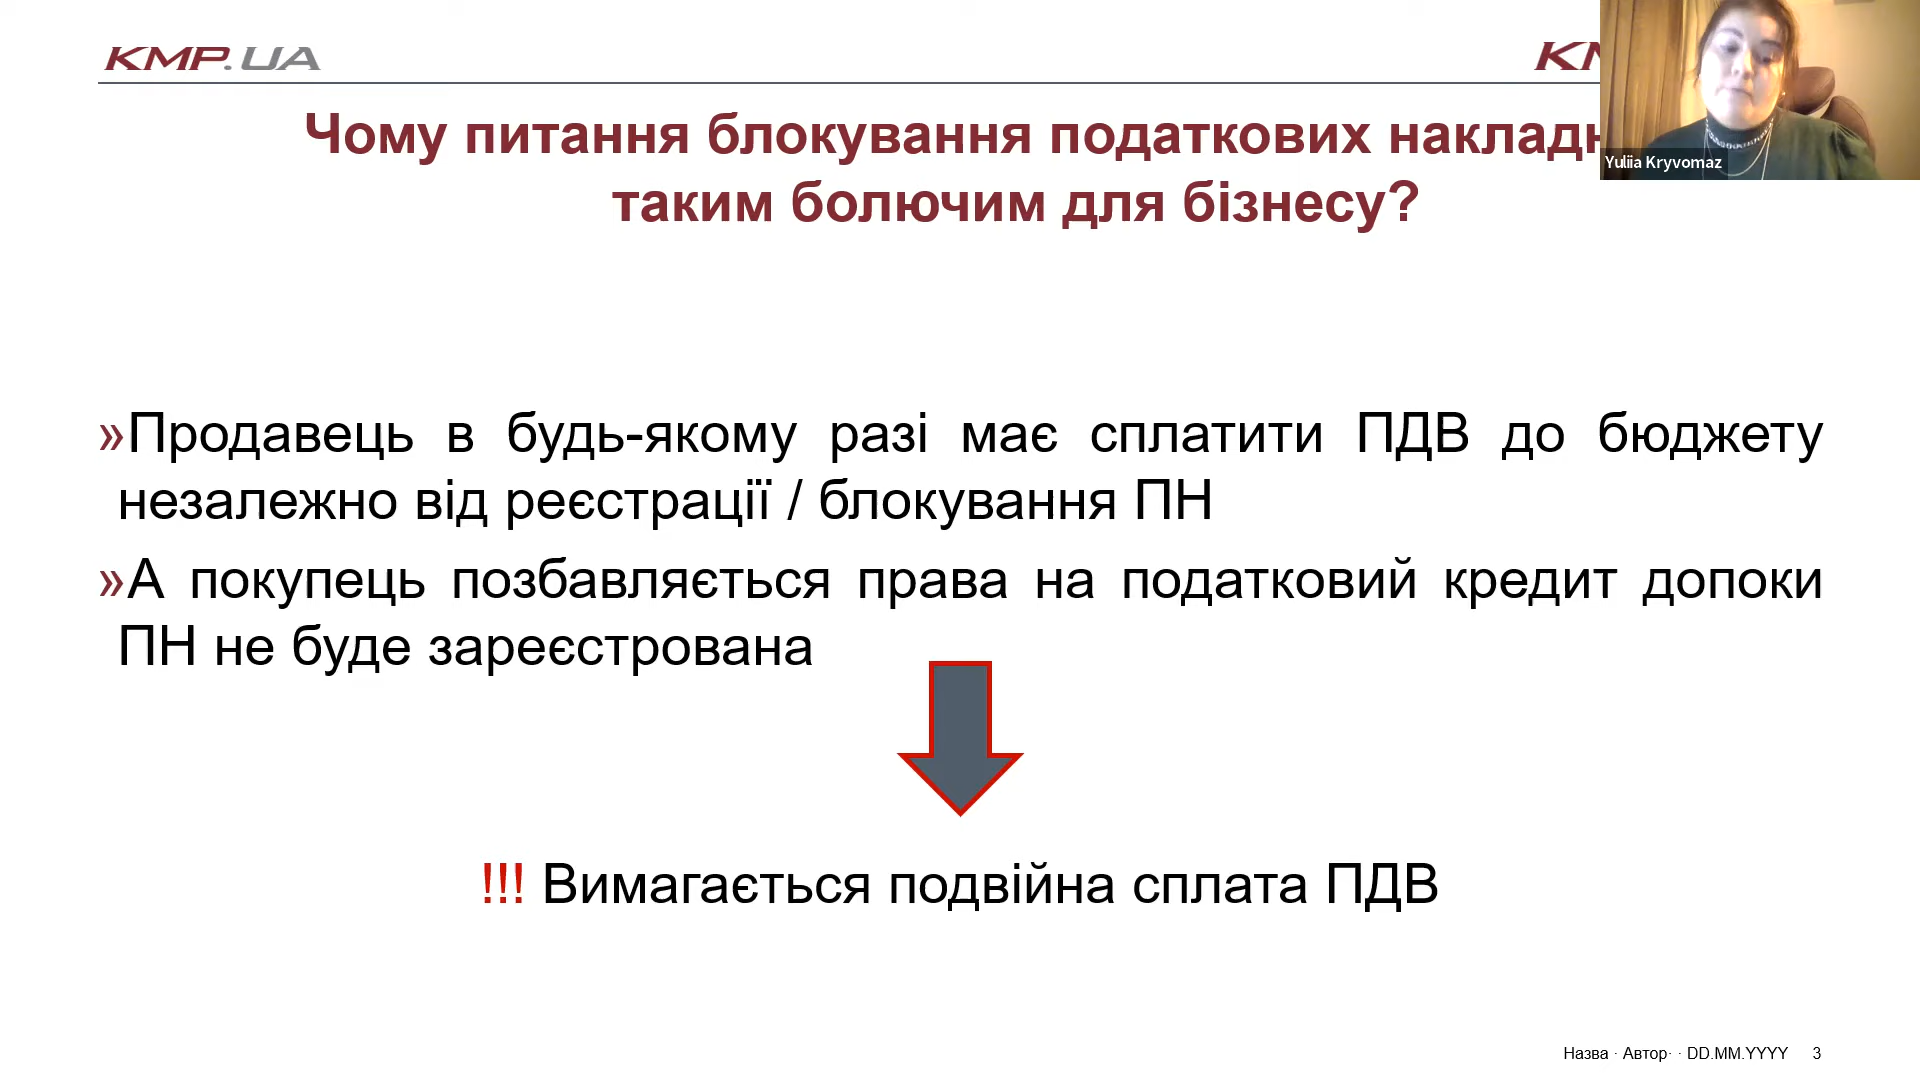 KMP.UA
Чому питання блокування податкових
таким болючим для бізнесу?
Yuliia Kryvomaz
»Продавець в будь-якому разі має сплатити ПДВ до бюджету
незалежно від реєстрації / блокування ПН
»А покупець позбавляється права на податковий кредит допоки
ПН не буде зареєстрована
!!! Вимагається подвійна сплата ПДВ
Назва · Автор· · DD.MM.YYYY 3